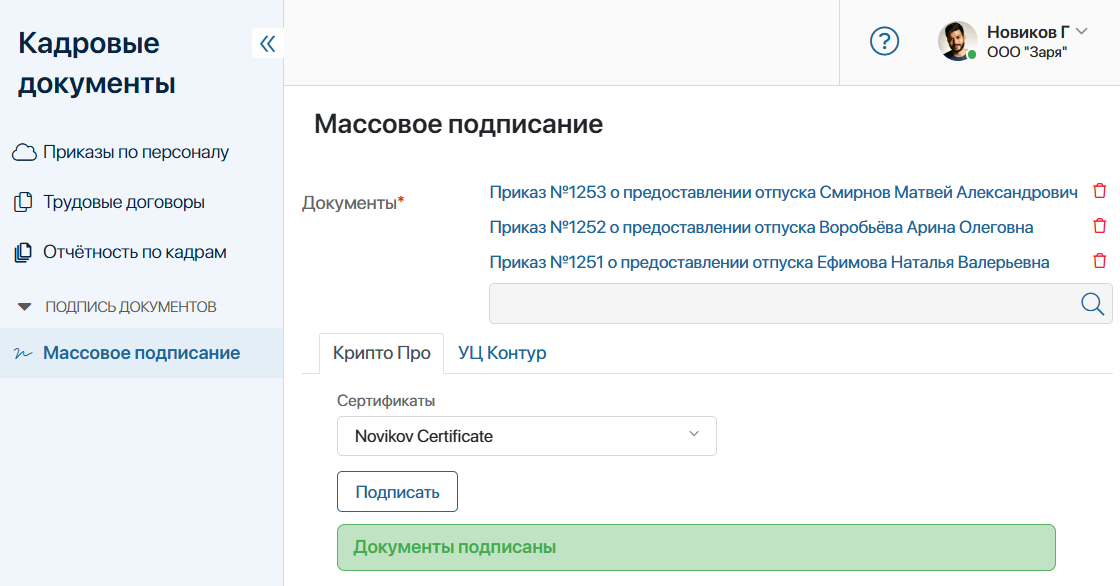 Кадровые
документы
Приказы по персоналу
Трудовые договоры
Отчётность по кадрам
ПОДПИСЬ ДОКУМЕНТОВ
Массовое подписание
?
Новиков Г
ООО "Заря"
Массовое подписание
Документы*
Приказ №1253 о предоставлении отпуска Смирнов Матвей Александрович
Приказ №1252 о предоставлении отпуска Воробьёва Арина Олеговна
Приказ №1251 о предоставлении отпуска Ефимова Наталья Валерьевна
Крипто Про УЦ Контур
Сертификаты
Novikov Certificate
Подписать
Документы подписаны